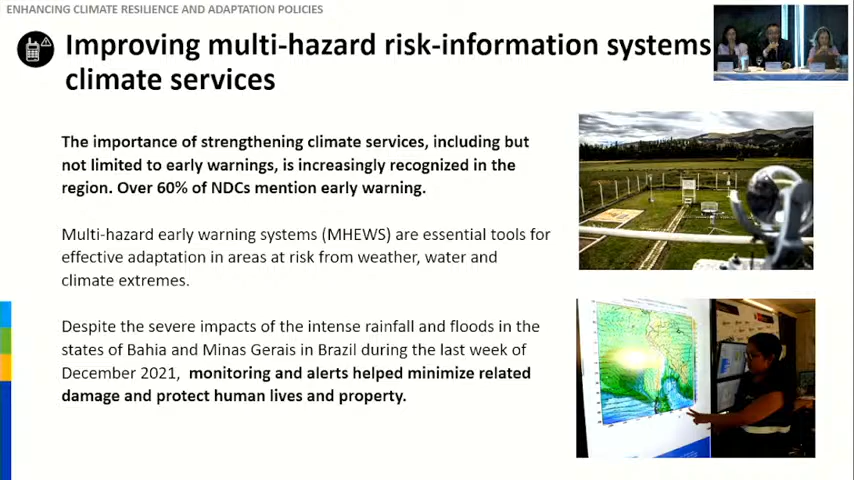 ENHANCING CLIMATE RESILIENCE AND ADAPTATION POLICIES
Improving multi-hazard risk-information systems
climate services
The importance of strengthening climate services, including but
not limited to early warnings, is increasingly recognized in the
region. Over 60% of NDCs mention early warning.
Multi-hazard early warning systems (MHEWS) are essential tools for
effective adaptation in areas at risk from weather, water and
climate extremes.
Despite the severe impacts of the intense rainfall and floods in the
states of Bahia and Minas Gerais in Brazil during the last week of
December 2021, monitoring and alerts helped minimize related
damage and protect human lives and property.